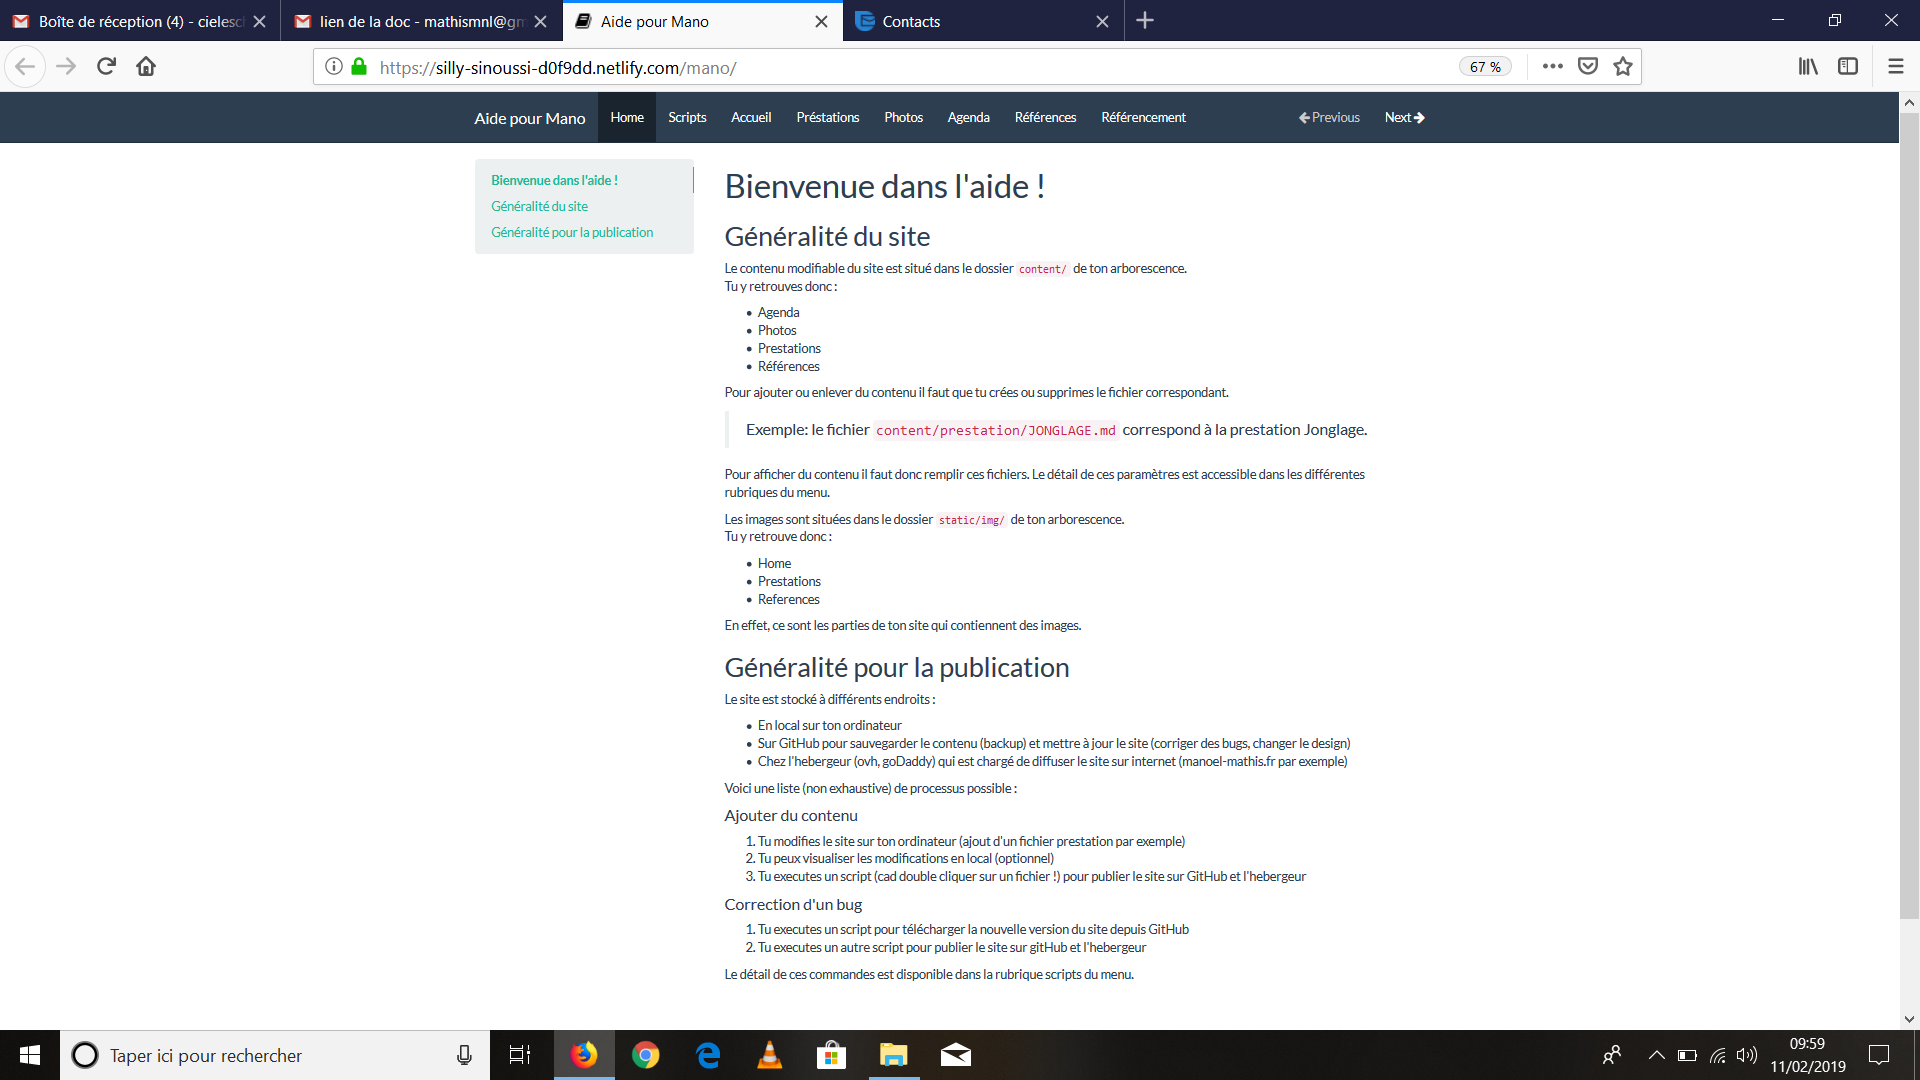 Boîte de réception (4) - cielesc
lien de la doc - mathismnl@gm
Aide pour Mano
Contacts
https://silly-sinoussi-d0f9dd.netlify.com/mano/
67 %
Aide pour Mano
Home
Scripts
Accueil
Préstations
Photos
Agenda
Références
Référencement
Previous
Next
Bienvenue dans l'aide !
Généralité du site
Généralité pour la publication
Bienvenue dans l'aide !
Généralité du site
Le contenu modifiable du site est situé dans le dossier content/ de ton arborescence.
Tu y retrouves donc :
Agenda
Photos
Prestations
Références
Pour ajouter ou enlever du contenu il faut que tu crées ou supprimes le fichier correspondant.
Exemple: le fichier content/prestation/JONGLAGE.md correspond à la prestation Jonglage.
Pour afficher du contenu il faut donc remplir ces fichiers. Le détail de ces paramètres est accessible dans les différentes
rubriques du menu.
Les images sont situées dans le dossier static/img/ de ton arborescence.
Tu y retrouve donc :
Home
Prestations
References
En effet, ce sont les parties de ton site qui contiennent des images.
Généralité pour la publication
Le site est stocké à différents endroits :
En local sur ton ordinateur
Sur GitHub pour sauvegarder le contenu (backup) et mettre à jour le site (corriger des bugs, changer le design)
Chez l'hebergeur (ovh, goDaddy) qui est chargé de diffuser le site sur internet (manoel-mathis.fr par exemple)
Voici une liste (non exhaustive) de processus possible :
Ajouter du contenu
1. Tu modifies le site sur ton ordinateur (ajout d'un fichier prestation par exemple)
2. Tu peux visualiser les modifications en local (optionnel)
3. Tu executes un script (cad double cliquer sur un fichier !) pour publier le site sur GitHub et l'hebergeur
Correction d'un bug
1. Tu executes un script pour télécharger la nouvelle version du site depuis GitHub
2. Tu executes un autre script pour publier le site sur gitHub et l'hebergeur
Le détail de ces commandes est disponible dans la rubrique scripts du menu.
Taper ici pour rechercher
09:59
11/02/2019